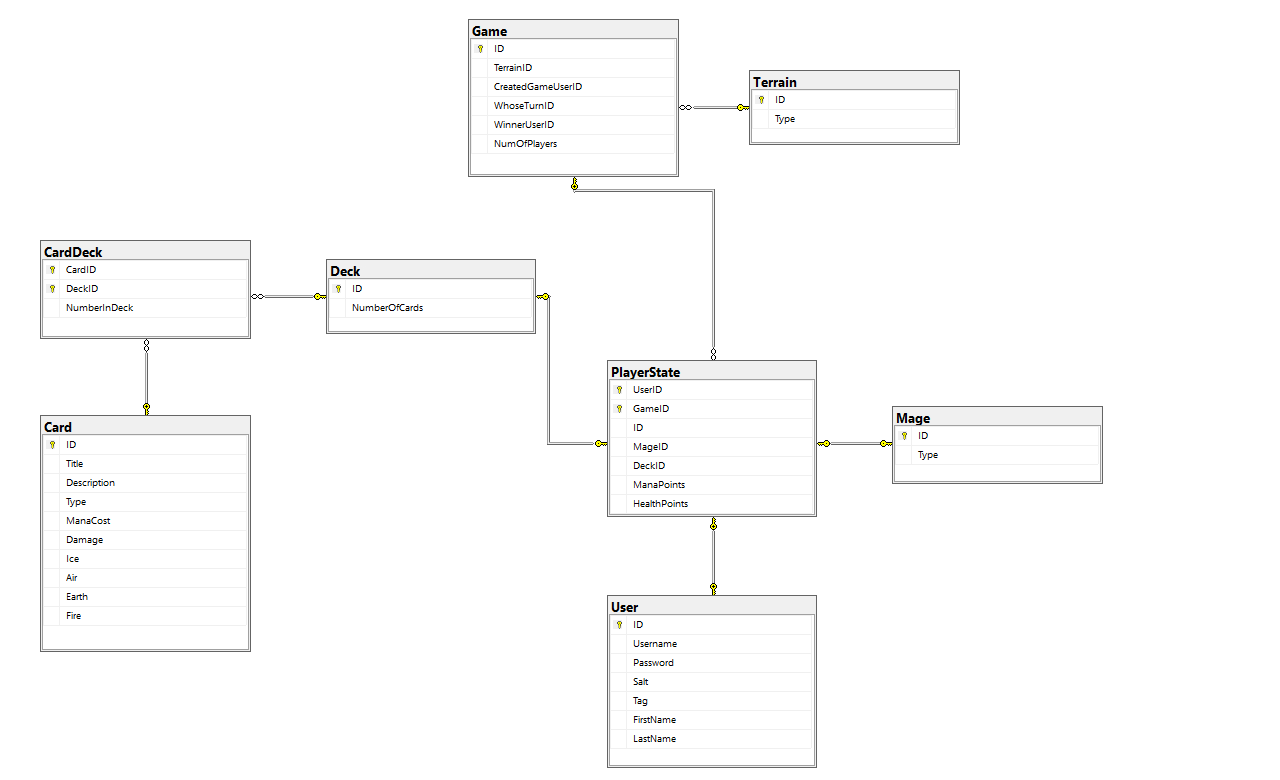 Game
ID
TerrainID
CreatedGameUserID
WhoseTurnID
WinnerUserID
NumOfPlayers
Terrain
ID
Type
CardDeck
CardID
DeckID
NumberInDeck
Deck
ID
NumberOfCards
PlayerState
UserID
GameID
ID
MageID
DeckID
ManaPoints
HealthPoints
Mage
ID
Type
Card
ID
Title
Description
Type
ManaCost
Damage
Ice
Air
Earth
Fire
User
ID
Username
Password
Salt
Tag
FirstName
LastName